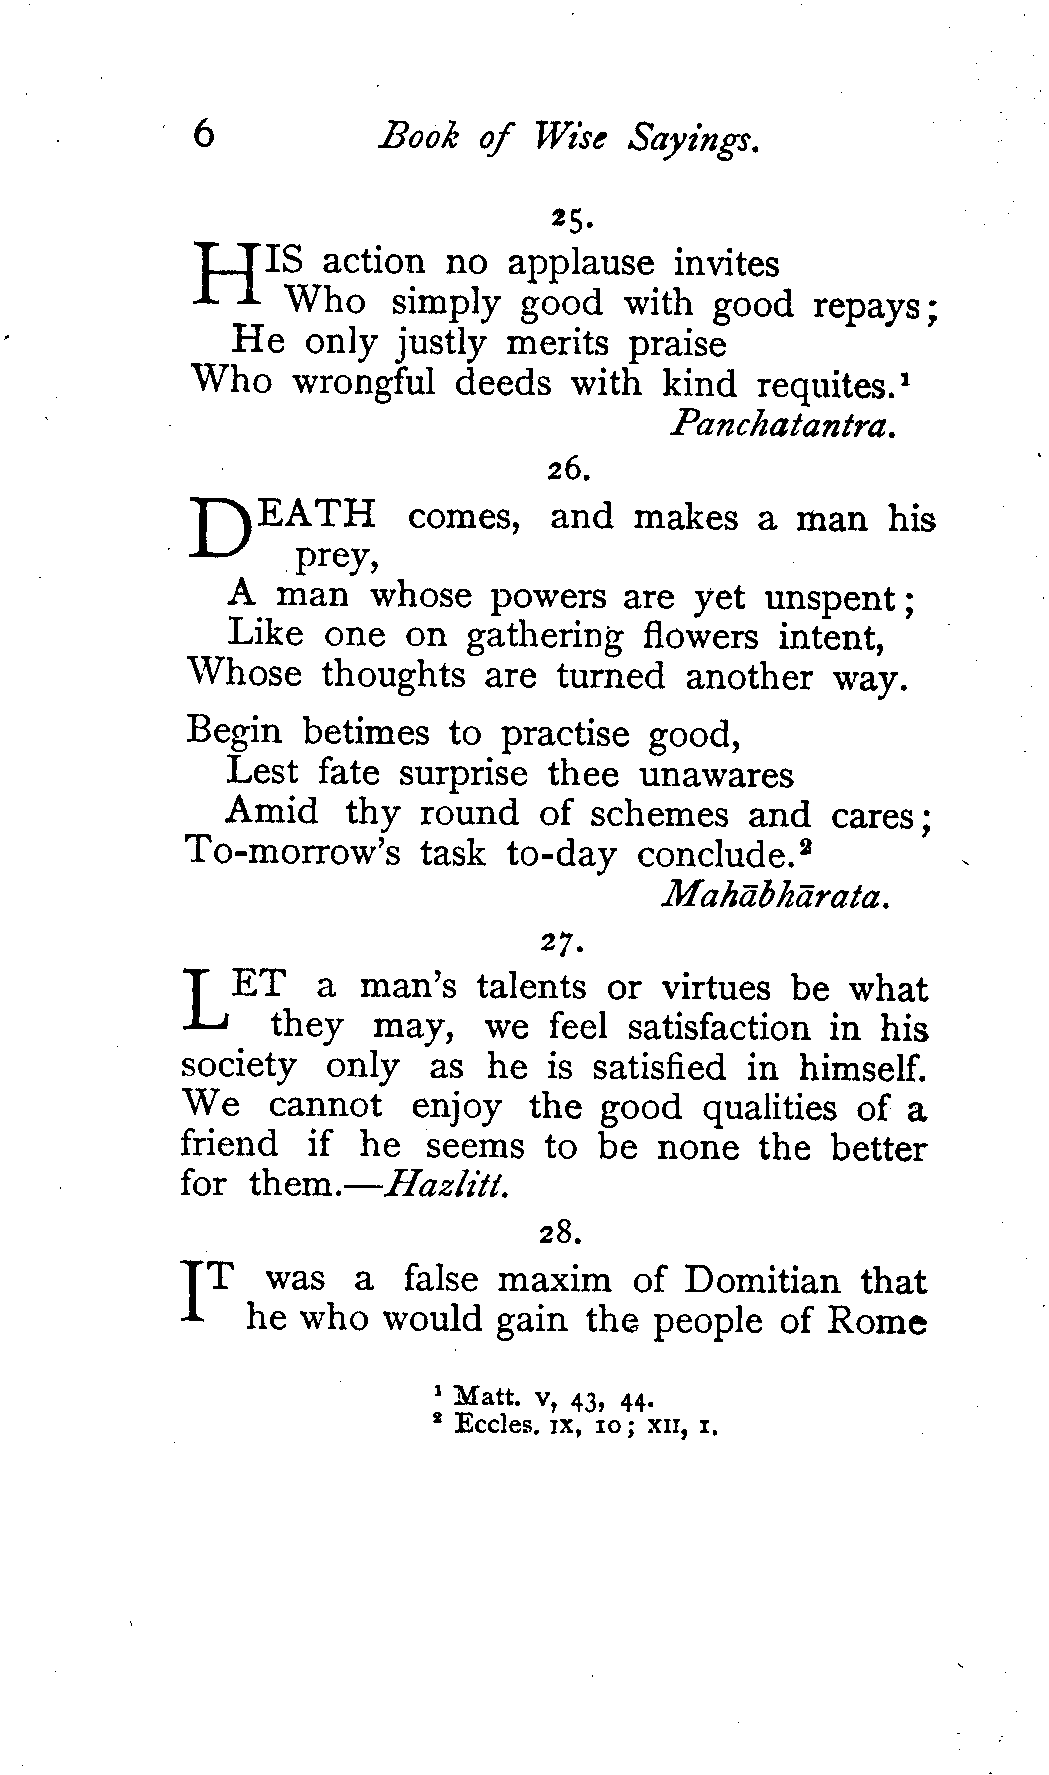 6 Book of Wise Sayings.
25.
HIS action no applause invites
Who simply good with good repays;
He only justly merits praise
Who wrongful deeds with kind requites.¹
Panchatantra.
26.
DEATH comes, and makes a man his
prey,
A man whose powers are yet unspent;
Like one on gathering flowers intent,
Whose thoughts are turned another way.
Begin betimes to practise good,
Lest fate surprise thee unawares
Amid thy round of schemes and cares;
To-morrow's task to-day conclude.²
Mahābhārata.
27.
LET a man's talents or virtues be what
they may, we feel satisfaction in his
society only as he is satisfied in himself.
We cannot enjoy the good qualities of a
friend if he seems to be none the better
for them.—Hazlitt.
28.
IT was a false maxim of Domitian that
he who would gain the people of Rome
¹ Matt. v, 43, 44.
² Eccles. IX, 10; XII, 1.